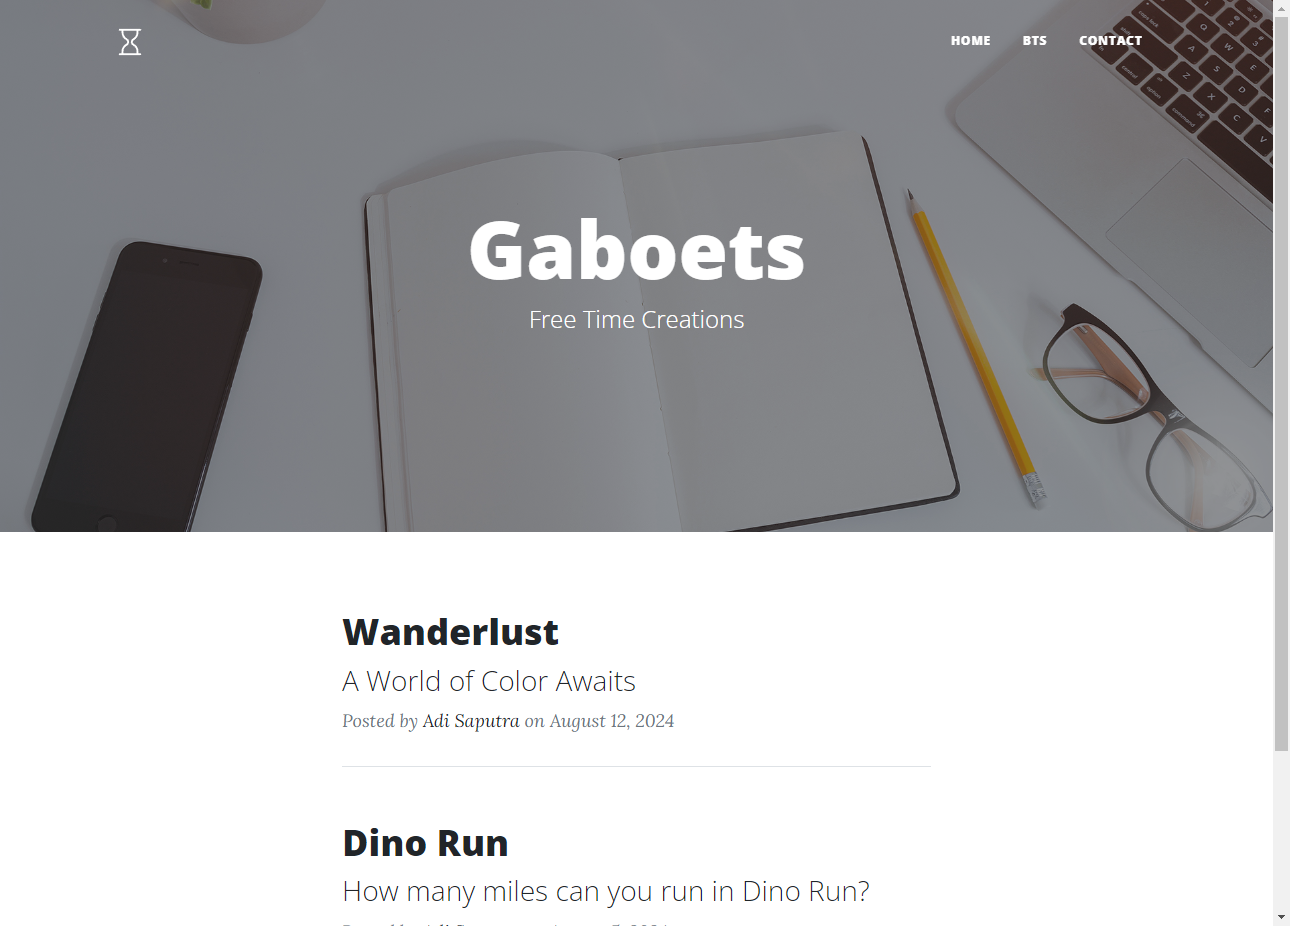 HOME BTS CONTACT
Gaboets
Free Time Creations
Wanderlust
A World of Color Awaits
Posted by Adi Saputra on August 12, 2024
Dino Run
How many miles can you run in Dino Run?